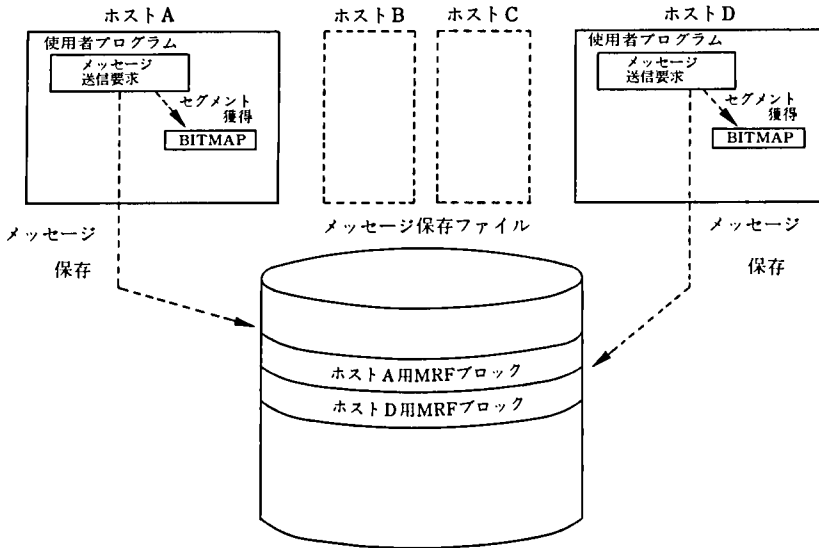 ホストA
ホストB
ホストC
ホストD
使用者プログラム
メッセージ
送信要求
セグメント
獲得
BITMAP
使用者プログラム
メッセージ
送信要求
セグメント
獲得
BITMAP
メッセージ
保存
メッセージ保存ファイル
メッセージ
保存
ホストA用MRFブロック
ホストD用MRFブロック